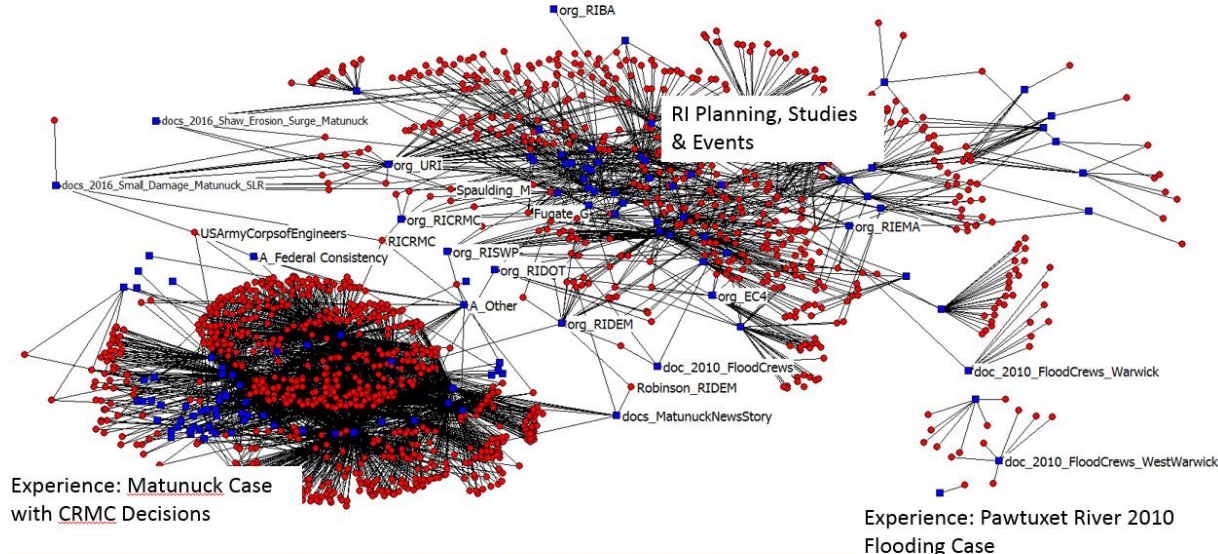 org_RIBA
RI Planning, Studies
& Events
docs_2016_Shaw_Erosion_Surge_Matunuck
org_URI
docs_2016_Small_Damage_Matunuck_SLR
Spaulding_M
Fugate_G
org_RICRMC
org_RIEMA
USArmyCorpsofEngineers
RICRMC
org_RISWP
A_Federal Consistency
org_RIDOT
org_EC4
A_Other
org_RIDEM
doc_2010_FloodCrews
doc_2010_FloodCrews_Warwick
Robinson_RIDEM
docs_MatunuckNewsStory
doc_2010_FloodCrews_WestWarwick
Experience: Matunuck Case
with CRMC Decisions
Experience: Pawtuxet River 2010
Flooding Case